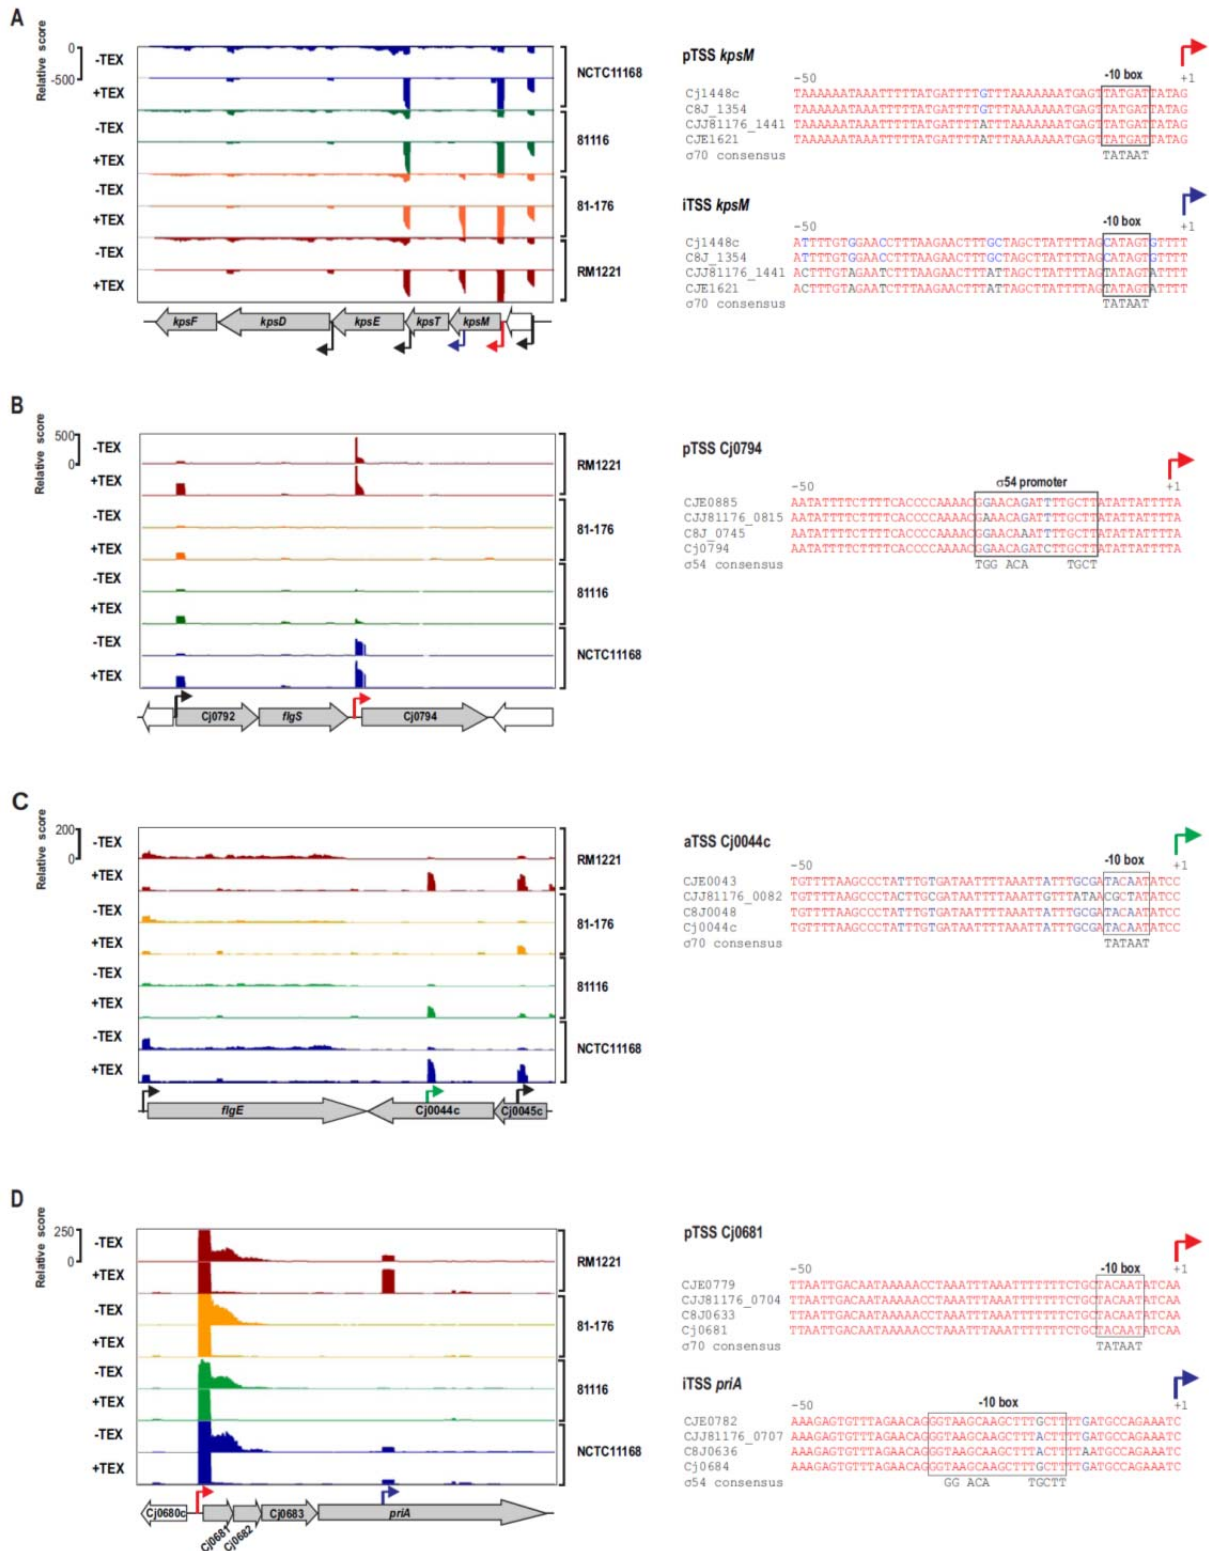 A
Relative score
0
-500
-TEX
+TEX
NCTC11168
-TEX
+TEX
81116
-TEX
+TEX
81-176
-TEX
+TEX
RM1221
kpsF kpsD kpsE kpsT kpsM
pTSS kpsM
-50 -10 box +1
Cj1448c TAAAAAATAAATTTTTATGATTTTGTTTAAAAAAATGAGTTATGATTATAG
C8J_1354 TAAAAAATAAATTTTTATGATTTTGTTTAAAAAAATGAGTTATGATTATAG
CJJ81176_1441 TAAAAAATAAATTTTTATGATTTTATTTAAAAAAATGAGTTATGATTATAG
CJE1621 TAAAAAATAAATTTTTATGATTTTATTTAAAAAAATGAGTTATGATTATAG
σ70 consensus TATAAT
iTSS kpsM
-50 -10 box +1
Cj1448c ATTTTGTGGAACCTTTAAGAACTTTGCTAGCTTATTTTAGCATAGTGTTTT
C8J_1354 ATTTTGTGGAACCTTTAAGAACTTTGCTAGCTTATTTTAGCATAGTGTTTT
CJJ81176_1441 ACTTTGTAGAATCTTTAAGAACTTTATTAGCTTATTTTAGTATAGTATTTT
CJE1621 ACTTTGTAGAATCTTTAAGAACTTTATTAGCTTATTTTAGTATAGTATTTT
σ70 consensus TATAAT
B
Relative score
500
0
-TEX
+TEX
RM1221
-TEX
+TEX
81-176
-TEX
+TEX
81116
-TEX
+TEX
NCTC11168
Cj0792 flgS Cj0794
pTSS Cj0794
-50 σ54 promoter +1
CJE0885 AATATTTTCTTTTCACCCCAAAACGGAACAGATTTTGCTTATATTATTTTA
CJJ81176_0815 AATATTTTCTTTTCACCCCAAAACGAAACAGATTTTGCTTATATTATTTTA
C8J_0745 AATATTTTCTTTTCACCCCAAAACGGAACAAATTTTGCTTATATTATTTTA
Cj0794 AATATTTTCTTTTCACCCCAAAACGGAACAGATCTTGCTTATATTATTTTA
σ54 consensus TGG ACA TGCT
C
Relative score
200
0
-TEX
+TEX
RM1221
-TEX
+TEX
81-176
-TEX
+TEX
81116
-TEX
+TEX
NCTC11168
flgE Cj0044c Cj0045c
aTSS Cj0044c
-50 -10 box +1
CJE0043 TGTTTTAAGCCCTATTTGTGATAATTTTAAATTATTTGCGATACAATATCC
CJJ81176_0082 TGTTTTAAGCCCTACTTGCGATAATTTTAAATTGTTTATAACGCTATATCC
C8J0048 TGTTTTAAGCCCTATTTGTGATAATTTTAAATTATTTGCGATACAATATCC
Cj0044c TGTTTTAAGCCCTATTTGTGATAATTTTAAATTATTTGCGATACAATATCC
σ70 consensus TATAAT
D
Relative score
250
0
-TEX
+TEX
RM1221
-TEX
+TEX
81-176
-TEX
+TEX
81116
-TEX
+TEX
NCTC11168
Cj0680c Cj0681 Cj0682 Cj0683 priA
pTSS Cj0681
-50 -10 box +1
CJE0779 TTAATTGACAATAAAAACCTAAATTTAAATTTTTTTCTGCTACAATATCAA
CJJ81176_0704 TTAATTGACAATAAAAACCTAAATTTAAATTTTTTTCTGCTACAATATCAA
C8J0633 TTAATTGACAATAAAAACCTAAATTTAAATTTTTTTCTGCTACAATATCAA
Cj0681 TTAATTGACAATAAAAACCTAAATTTAAATTTTTTTCTGCTACAATATCAA
σ70 consensus TATAAT
iTSS priA
-50 -10 box +1
CJE0782 AAAGAGTGTTTAGAACAGGGTAAGCAAGCTTTGCTTTTGATGCCAGAAATC
CJJ81176_0707 AAAGAGTGTTTAGAACAGGGTAAGCAAGCTTTACTTTTGATGCCAGAAATC
C8J0636 AAAGAGTGTTTAGAACAGGGTAAGCAAGCTTTACTTTTAATGCCAGAAATC
Cj0684 AAAGAGTGTTTAGAACAGGGTAAGCAAGCTTTGCTTTTGATGCCAGAAATC
σ54 consensus GG ACA TGCTT